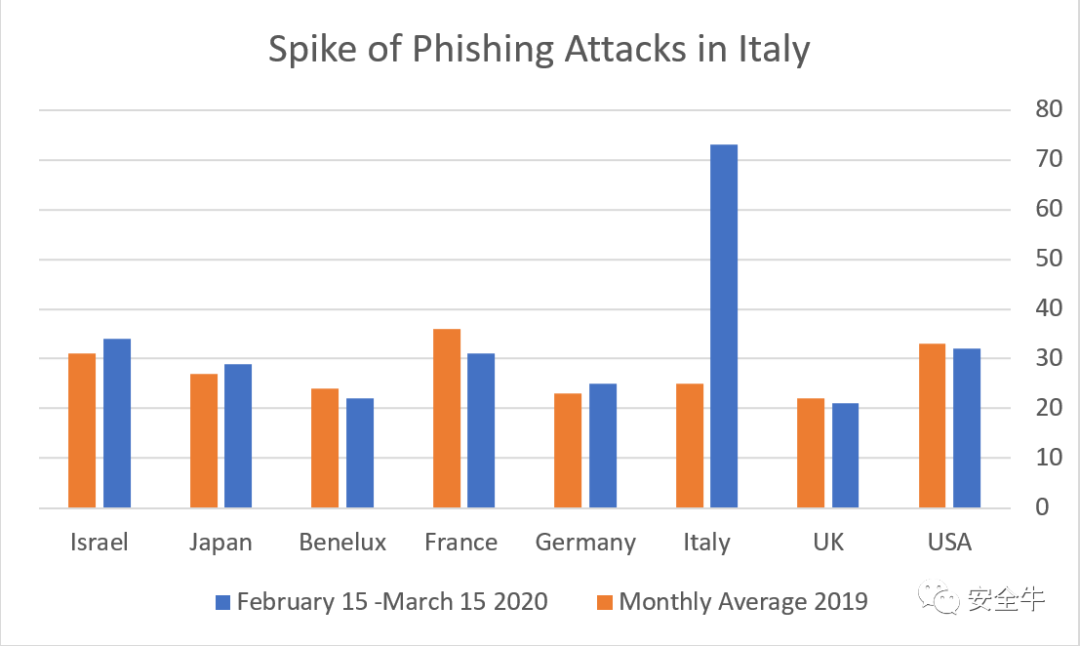 Spike of Phishing Attacks in Italy
80
70
60
50
40
30
20
10
0
Israel Japan Benelux France Germany Italy UK USA
February 15 -March 15 2020 Monthly Average 2019
安全牛